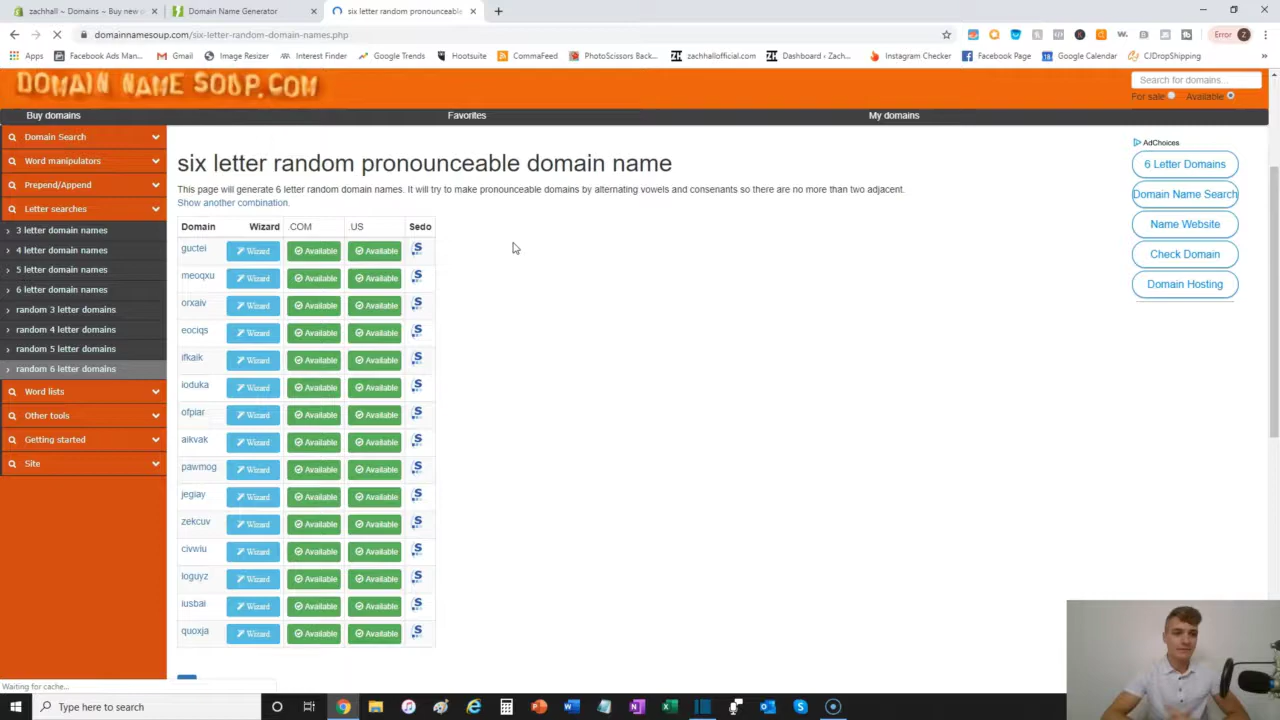 zachhall ~ Domains ~ Buy new d
Domain Name Generator
six letter random pronounceable
domainnamesoup.com/six-letter-random-domain-names.php
Error Z
Apps
Facebook Ads Man...
Gmail
Image Resizer
Interest Finder
Google Trends
Hootsuite
CommaFeed
PhotoScissors Back...
zachhallofficial.com
Dashboard ‹ Zach...
Instagram Checker
Facebook Page
Google Calendar
CJDropShipping
DOMAIN NAME SOUP.COM
Search for domains...
For sale Available
Buy domains
Favorites
My domains
Domain Search
Word manipulators
Prepend/Append
Letter searches
3 letter domain names
4 letter domain names
5 letter domain names
6 letter domain names
random 3 letter domains
random 4 letter domains
random 5 letter domains
random 6 letter domains
Word lists
Other tools
Getting started
Site
six letter random pronounceable domain name
This page will generate 6 letter random domain names. It will try to make pronounceable domains by alternating vowels and consenants so there are no more than two adjacent.
Show another combination.
Domain Wizard .COM .US Sedo
guctei Wizard Available Available
meoqxu Wizard Available Available
orxaiv Wizard Available Available
eociqs Wizard Available Available
ifkaik Wizard Available Available
ioduka Wizard Available Available
ofpiar Wizard Available Available
aikvak Wizard Available Available
pawmog Wizard Available Available
jegiay Wizard Available Available
zekcuv Wizard Available Available
civwiu Wizard Available Available
loguyz Wizard Available Available
iusbai Wizard Available Available
quoxja Wizard Available Available
AdChoices
6 Letter Domains
Domain Name Search
Name Website
Check Domain
Domain Hosting
Waiting for cache...
Type here to search